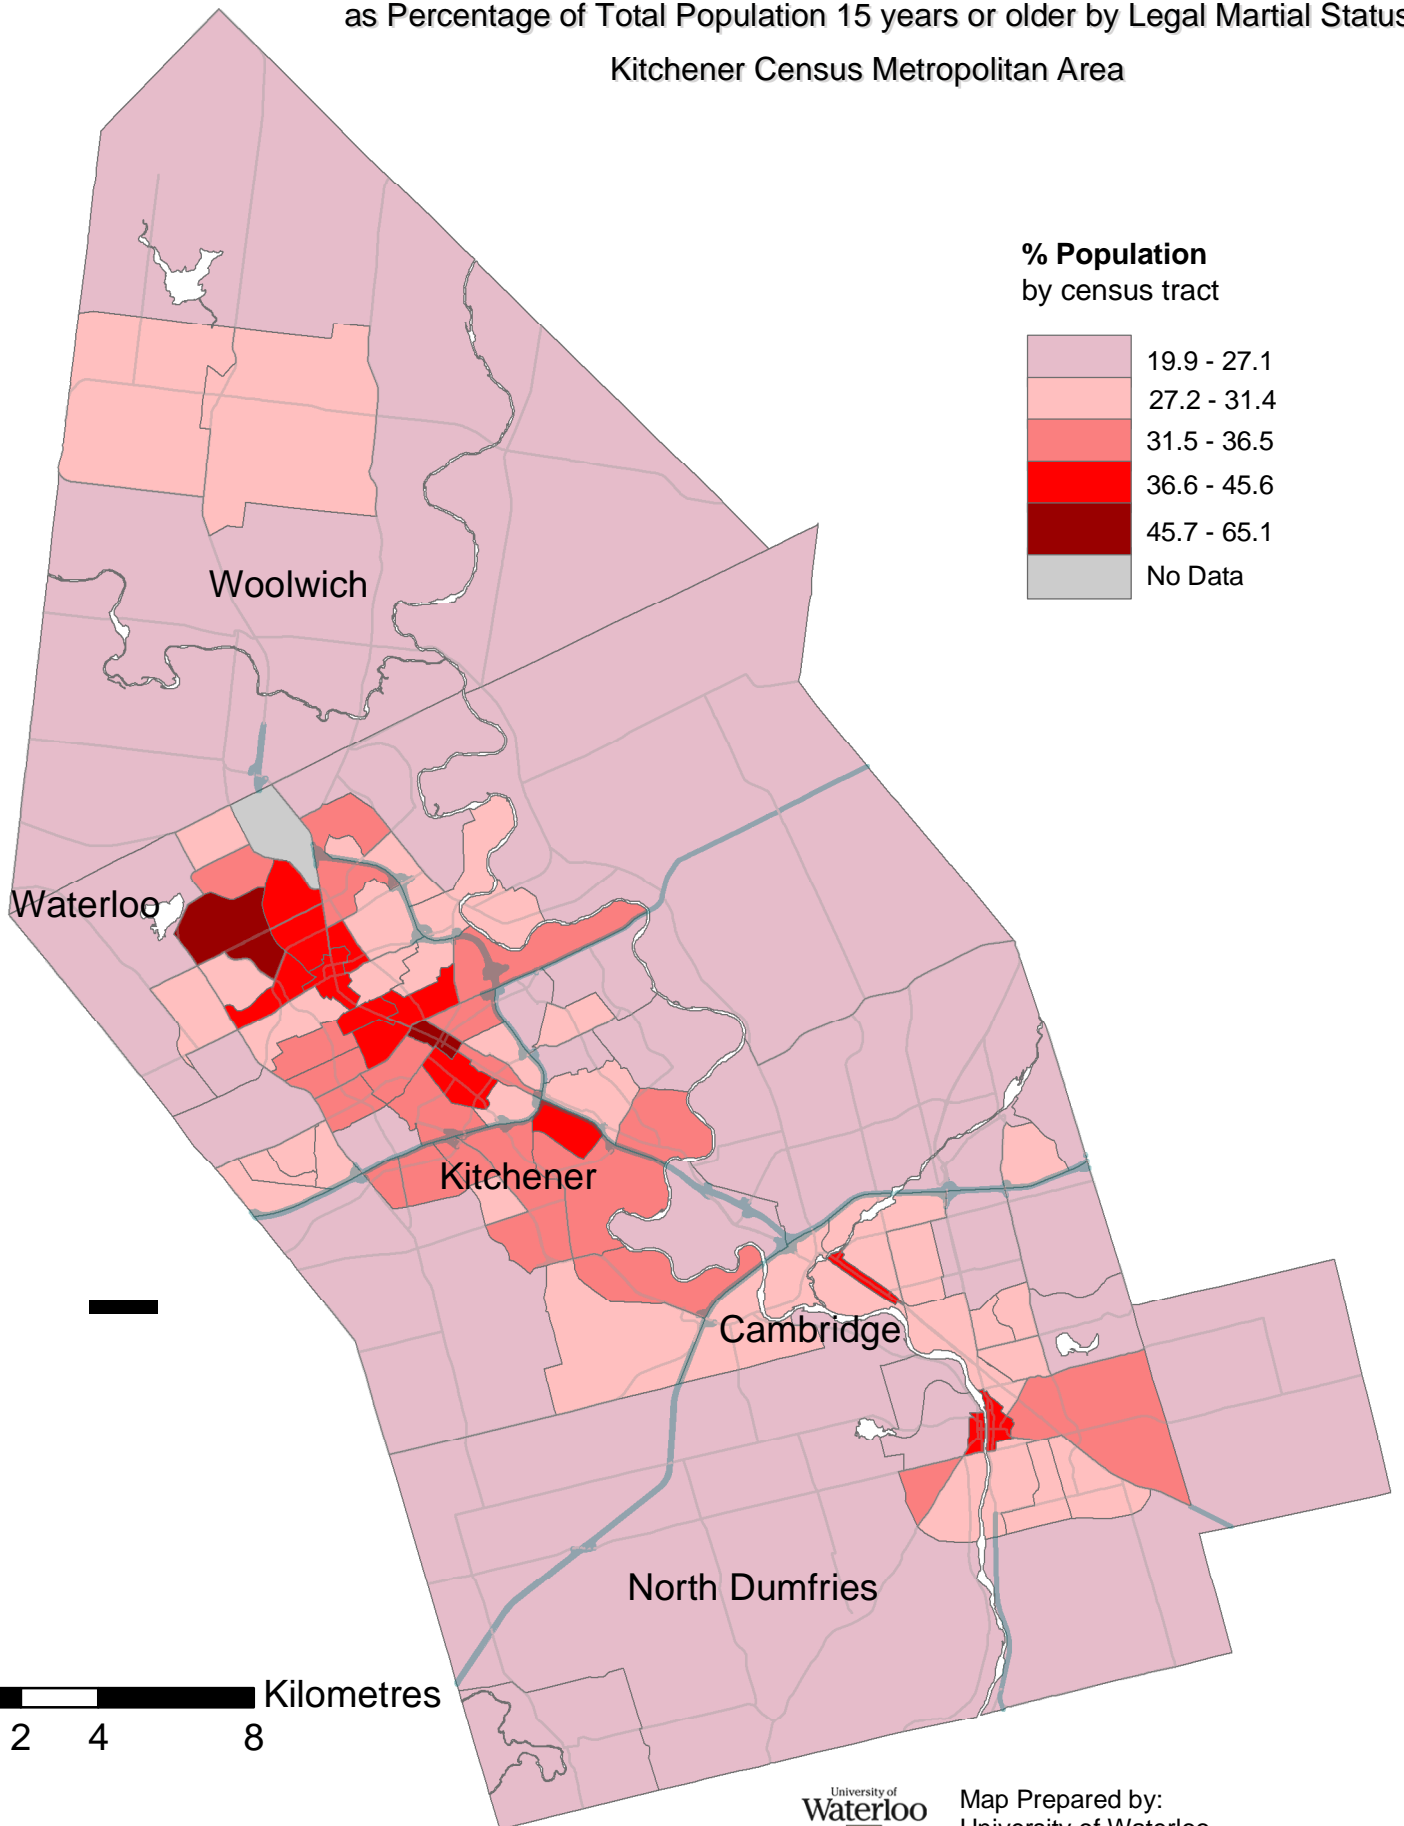 as Percentage of Total Population 15 years or older by Legal Martial Status
Kitchener Census Metropolitan Area
% Population
by census tract
19.9 - 27.1
27.2 - 31.4
31.5 - 36.5
36.6 - 45.6
45.7 - 65.1
No Data
Woolwich
Waterloo
Kitchener
Cambridge
North Dumfries
Kilometres
2 4 8
University of
Waterloo
Map Prepared by:
University of Waterloo